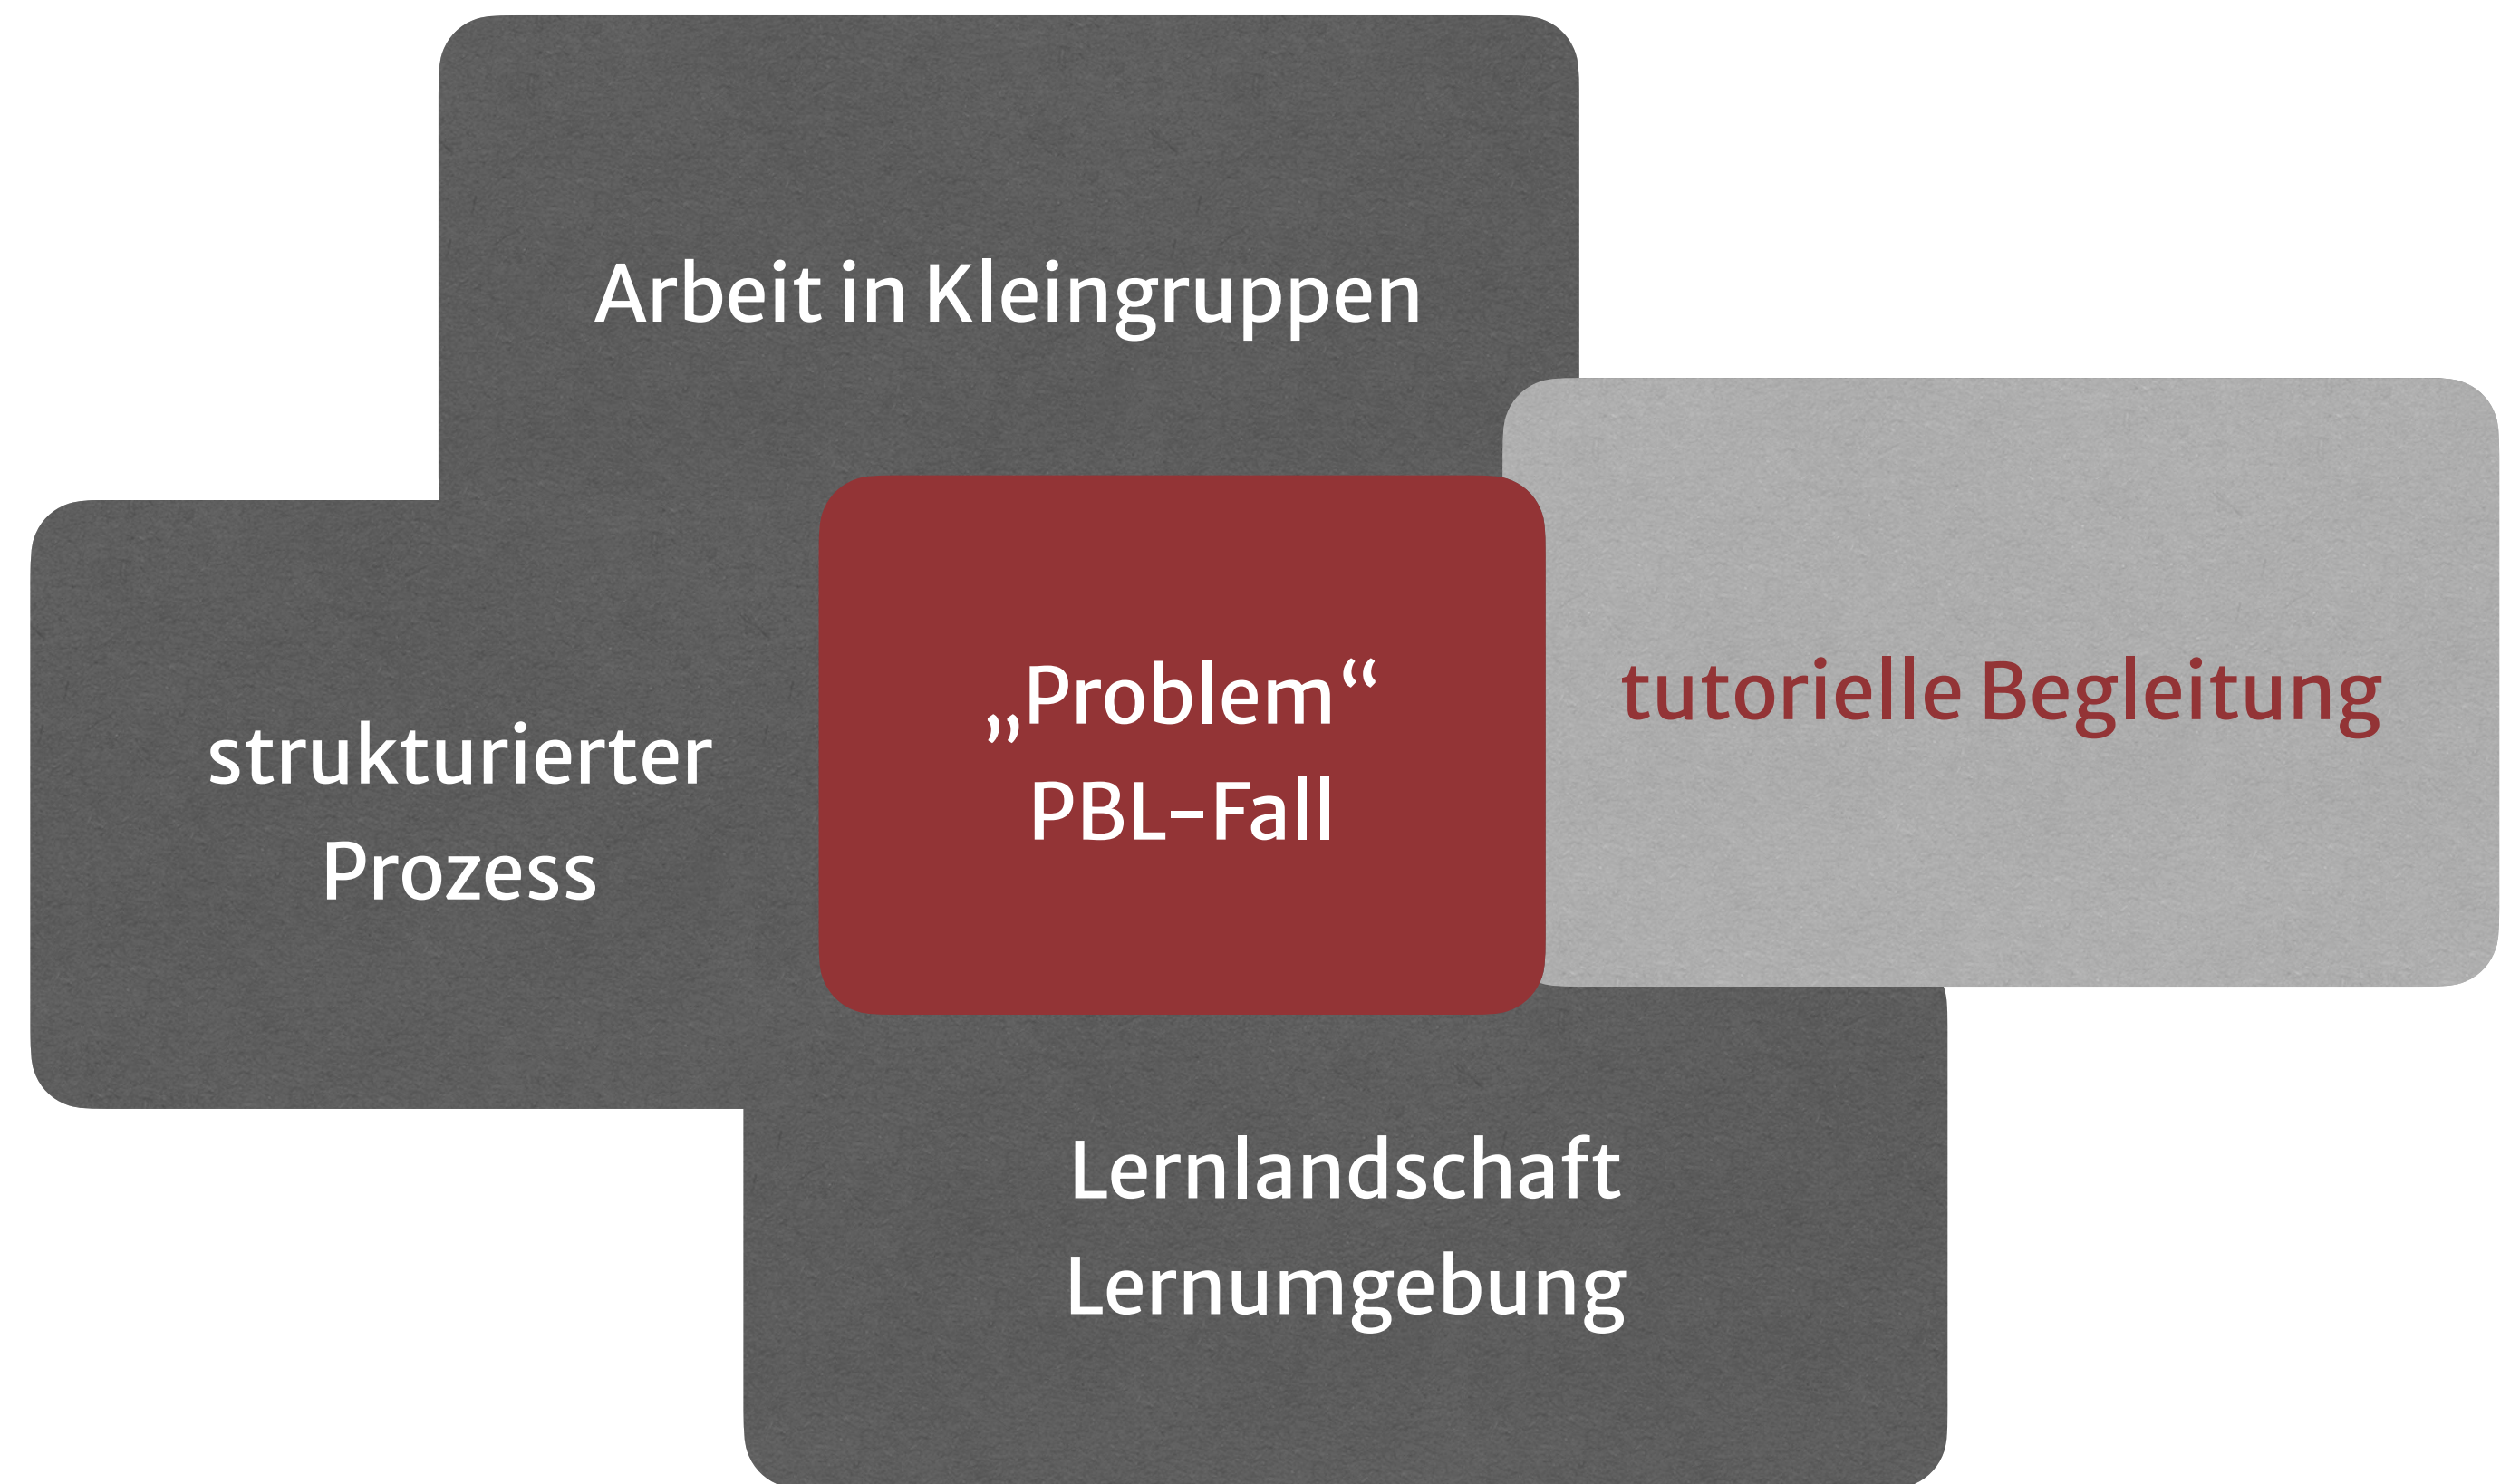 Arbeit in Kleingruppen
tutorielle Begleitung
„Problem“
PBL–Fall
strukturierter
Prozess
Lernlandschaft
Lernumgebung